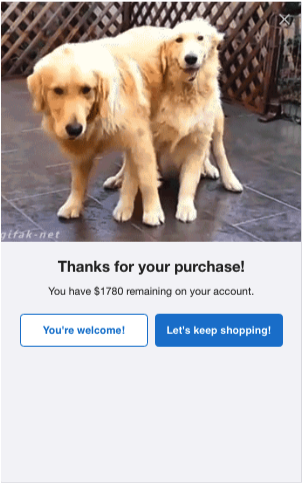 gifak-net
Thanks for your purchase!
You have $1780 remaining on your account.
You're welcome!
Let's keep shopping!